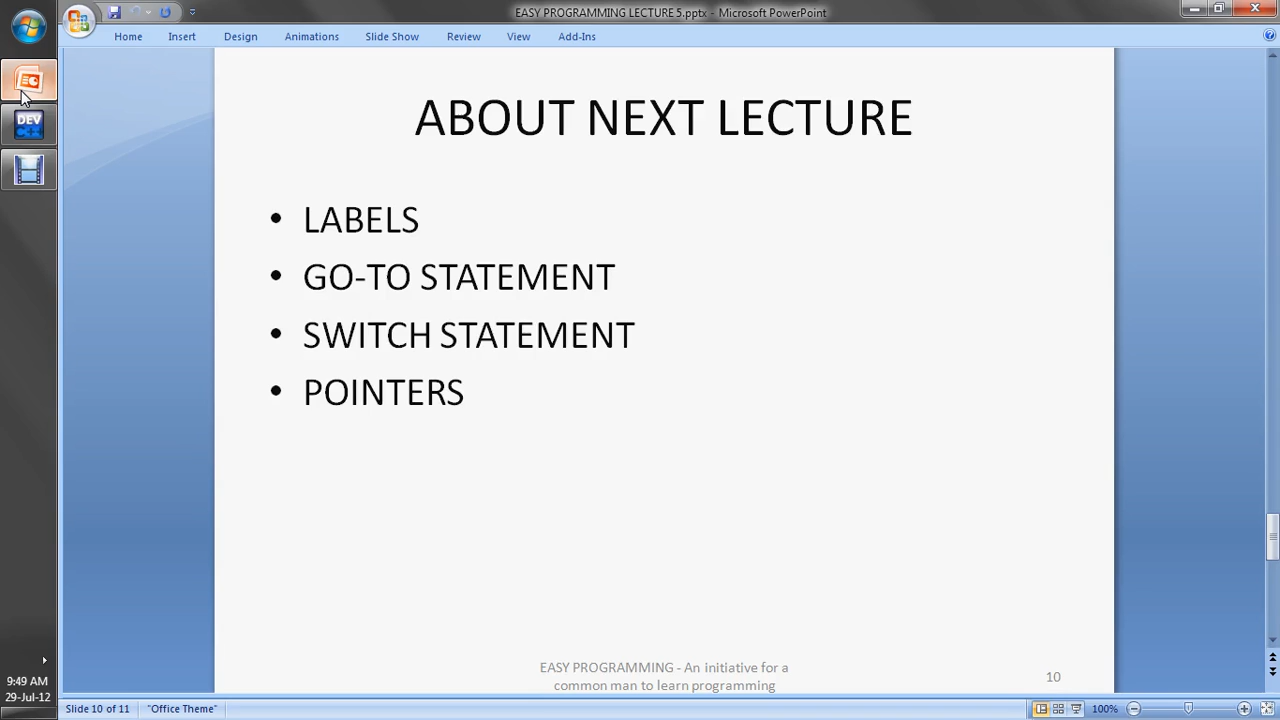 EASY PROGRAMMING LECTURE 5.pptx - Microsoft PowerPoint
Home Insert Design Animations Slide Show Review View Add-Ins
DEV
C++
ABOUT NEXT LECTURE
• LABELS
• GO-TO STATEMENT
• SWITCH STATEMENT
• POINTERS
EASY PROGRAMMING - An initiative for a
common man to learn programming
10
9:49 AM
29-Jul-12
Slide 10 of 11 "Office Theme" 100%